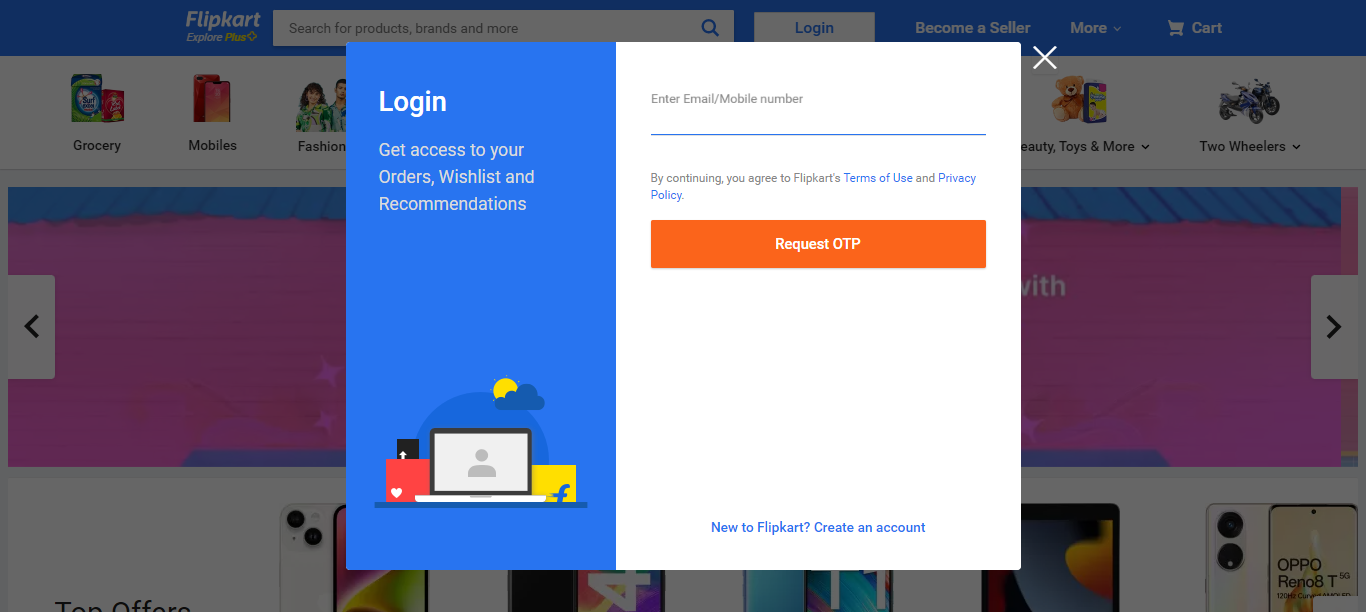 Flipkart
Explore Plus
Search for products, brands and more
Login
Become a Seller
More
Cart
Grocery
Mobiles
Fashion
eauty, Toys & More
Two Wheelers
Login
Get access to your
Orders, Wishlist and
Recommendations
Enter Email/Mobile number
By continuing, you agree to Flipkart's Terms of Use and Privacy
Policy.
Request OTP
New to Flipkart? Create an account
with
Top Offers
OPPO
Reno8 T 5G
120Hz Curved AMOLED